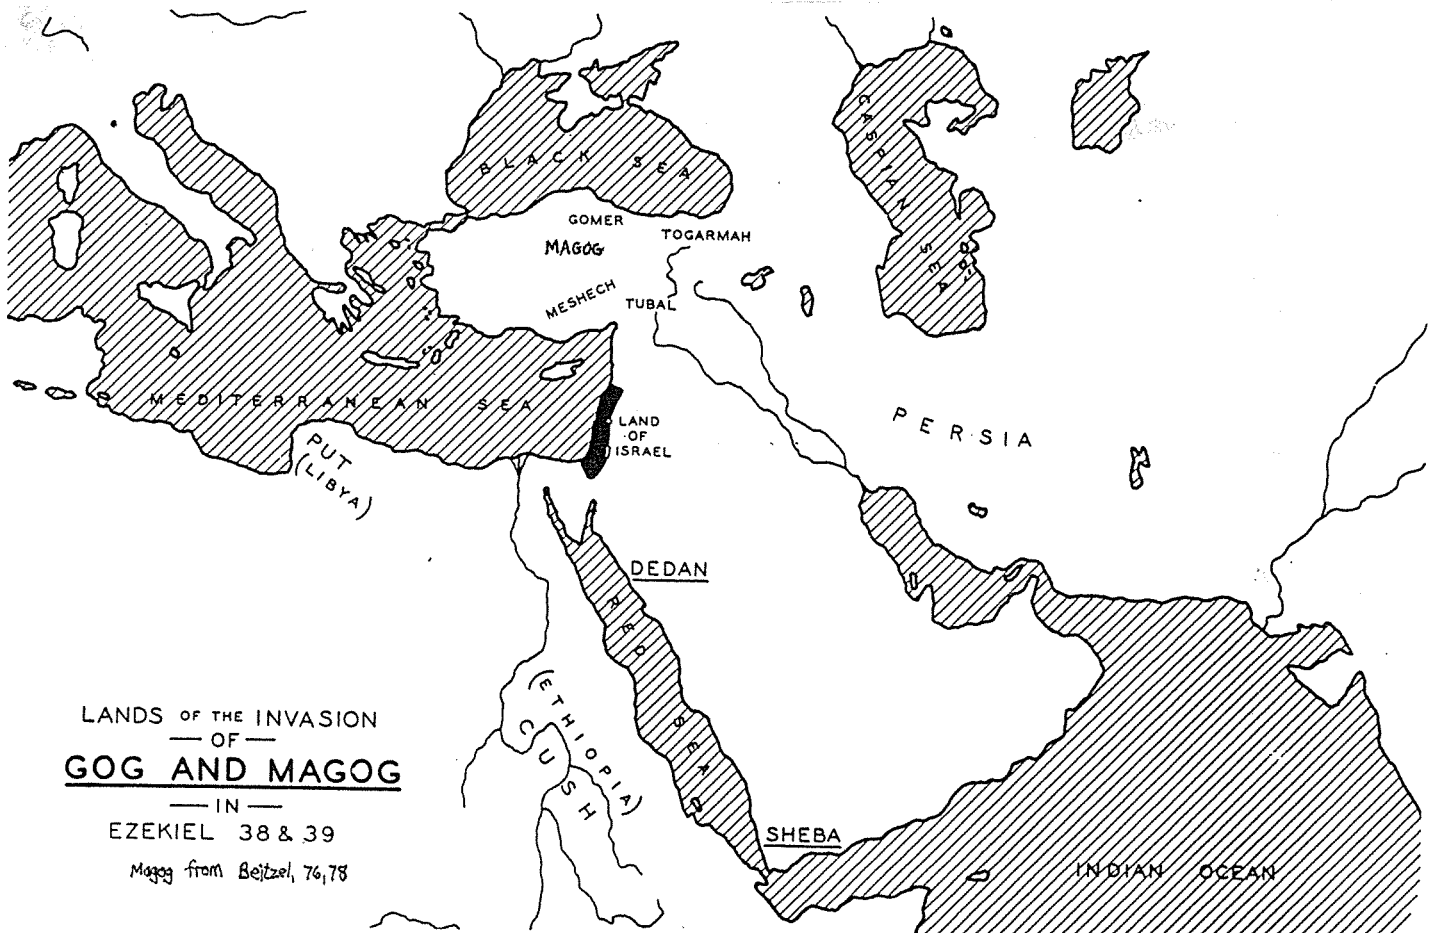 BLACK SEA
CASPIAN SEA
GOMER
MAGOG
TOGARMAH
MESHECH
TUBAL
MEDITERRANEAN SEA
LAND
OF
ISRAEL
PERSIA
PUT
(LIBYA)
DEDAN
RED SEA
(ETHIOPIA)
CUSH
SHEBA
INDIAN OCEAN
LANDS OF THE INVASION
— OF —
GOG AND MAGOG
— IN —
EZEKIEL 38 & 39
Magog from Beitzel, 76, 78